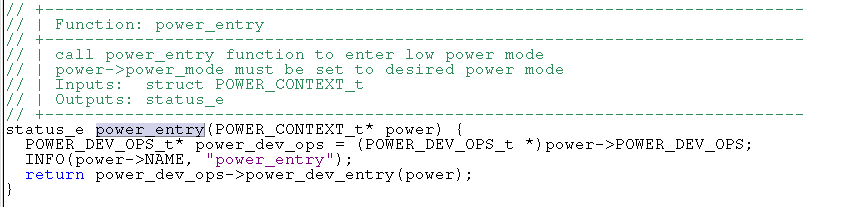 // +---------------------------------------------------------------------------
// | Function: power_entry
// +---------------------------------------------------------------------------
// | call power_entry function to enter low power mode
// | power->power_mode must be set to desired power mode
// | Inputs:  struct POWER_CONTEXT_t
// | Outputs: status_e
// +---------------------------------------------------------------------------
status_e power_entry(POWER_CONTEXT_t* power) {
  POWER_DEV_OPS_t* power_dev_ops = (POWER_DEV_OPS_t *)power->POWER_DEV_OPS;
  INFO(power->NAME, "power_entry");
  return power_dev_ops->power_dev_entry(power);
}